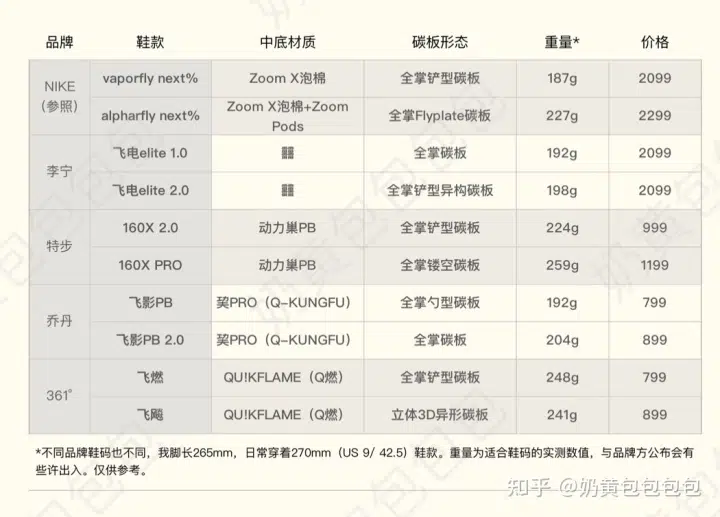 品牌 鞋款 中底材质 碳板形态 重量* 价格
NIKE
(参照)
vaporfly next% Zoom X泡棉 全掌铲型碳板 187g 2099
alpharfly next% Zoom X泡棉+Zoom Pods 全掌Flyplate碳板 227g 2299
李宁
飞电elite 1.0 全掌碳板 192g 2099
飞电elite 2.0 全掌铲型异构碳板 198g 2099
特步
160X 2.0 动力巢PB 全掌铲型碳板 224g 999
160X PRO 动力巢PB 全掌镂空碳板 259g 1199
乔丹
飞影PB 巭PRO（Q-KUNGFU） 全掌勺型碳板 192g 799
飞影PB 2.0 巭PRO（Q-KUNGFU） 全掌碳板 204g 899
361°
飞燃 QU!KFLAME（Q燃） 全掌铲型碳板 248g 799
飞飚 QU!KFLAME（Q燃） 立体3D异形碳板 241g 899
*不同品牌鞋码也不同，我脚长265mm，日常穿着270mm（US 9/ 42.5）鞋款。重量为适合鞋码的实测数值，与品牌方公布会有
些许出入。仅供参考。
知乎 @奶黄包包包包